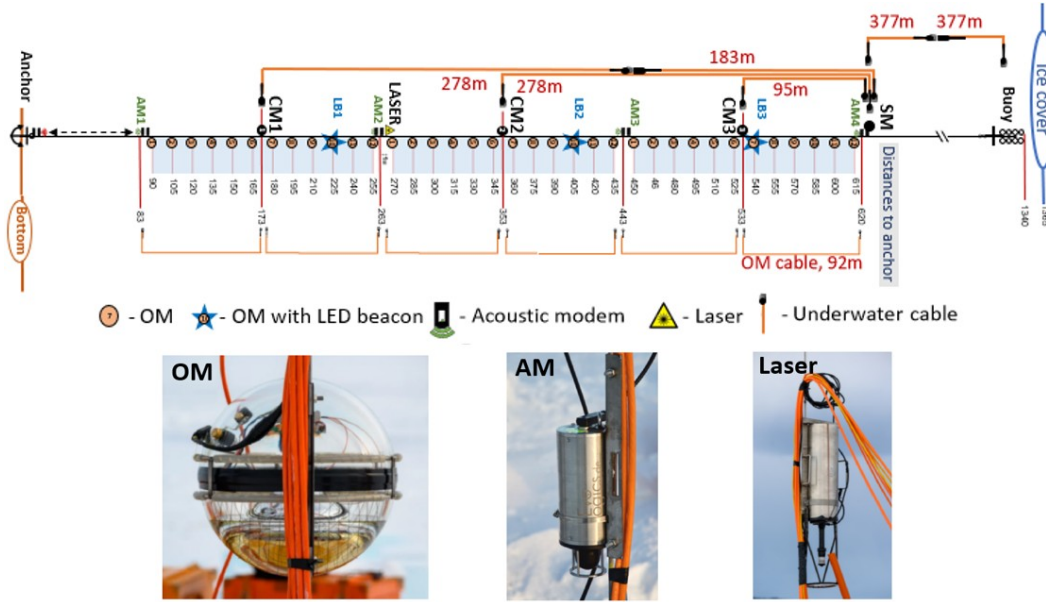 377m 377m
183m
278m 278m
95m
Anchor
AM1
CM1
LB1
AM2
LASER
CM2
LB2
AM3
CM3
LB3
AM4
SM
Buoy
Ice cover
90 105 120 135 150 165 180 195 210 225 240 255 270 285 300 315 330 345 360 375 390 405 420 435 450 46 480 495 510 525 540 555 570 585 600 615
83 173 263 353 443 533 620
1340
Distances to anchor
Bottom
OM cable, 92m
7 - OM
- OM with LED beacon
- Acoustic modem
- Laser
- Underwater cable
OM
AM
Laser